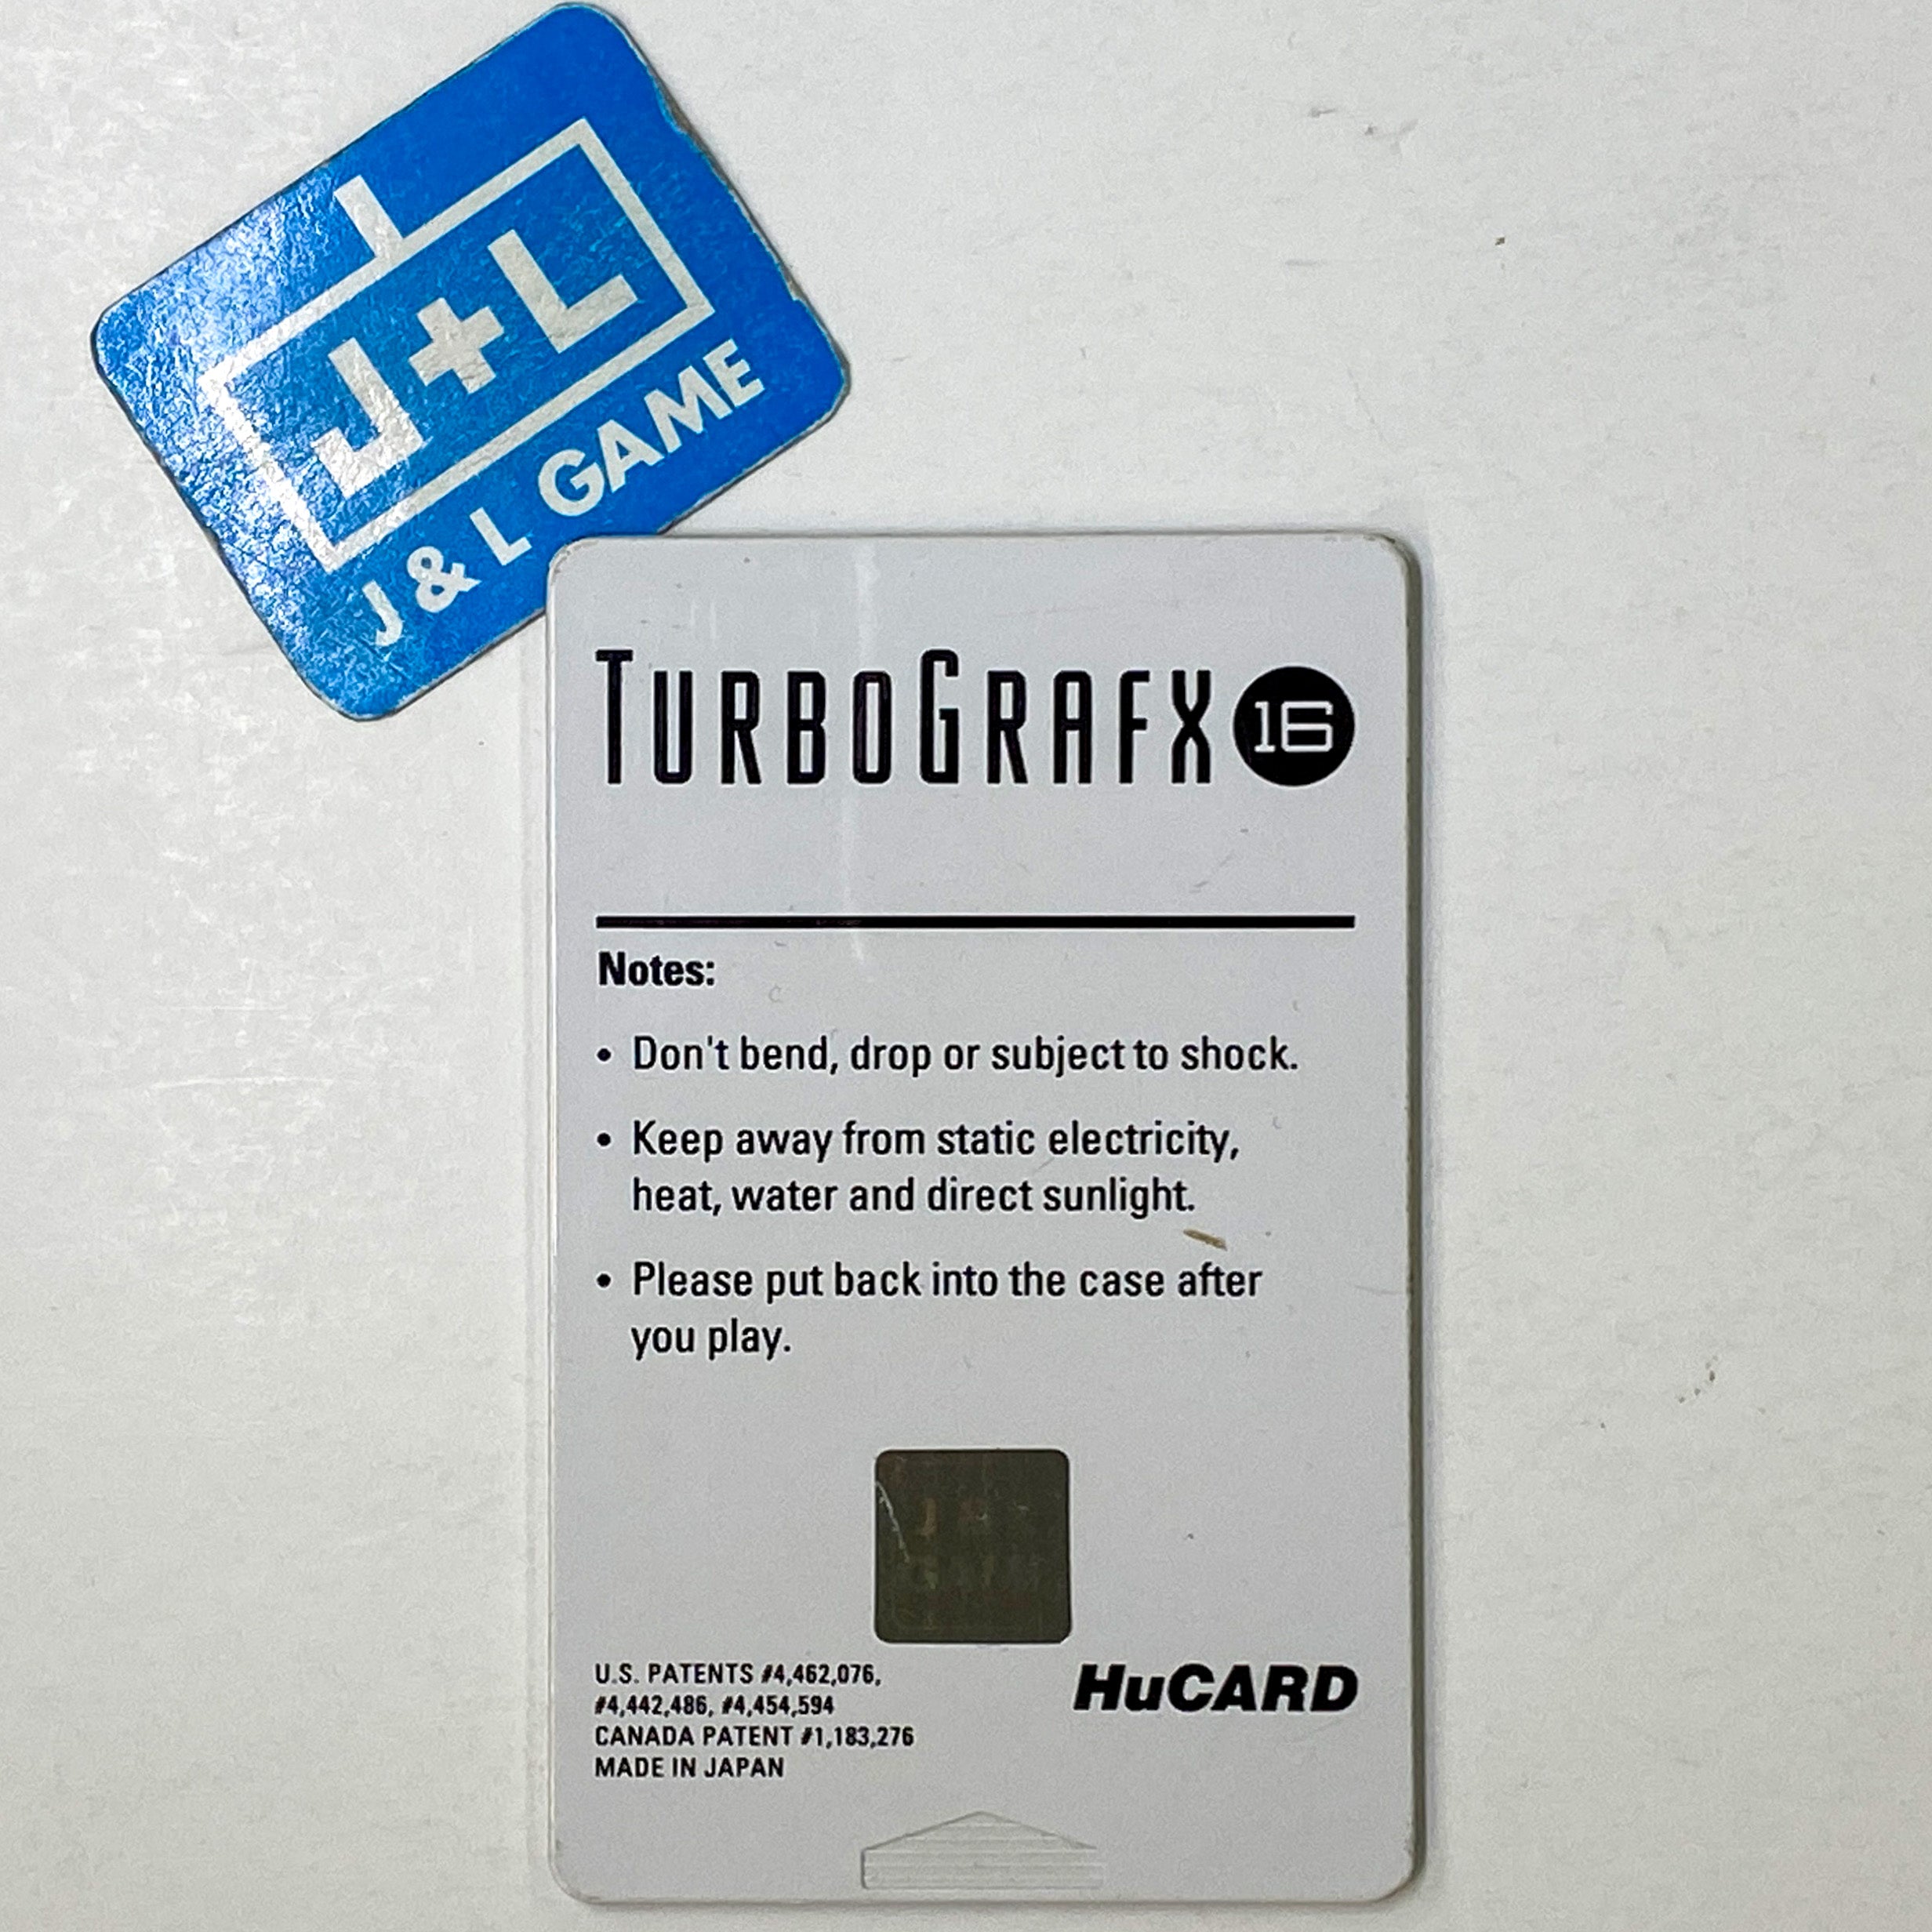 J+L
J & L GAME
TURBOGRAFX 16
Notes:
• Don't bend, drop or subject to shock.
• Keep away from static electricity,
heat, water and direct sunlight.
• Please put back into the case after
you play.
U.S. PATENTS #4,462,076,
#4,442,486, #4,454,594
CANADA PATENT #1,183,276
MADE IN JAPAN
HuCARD